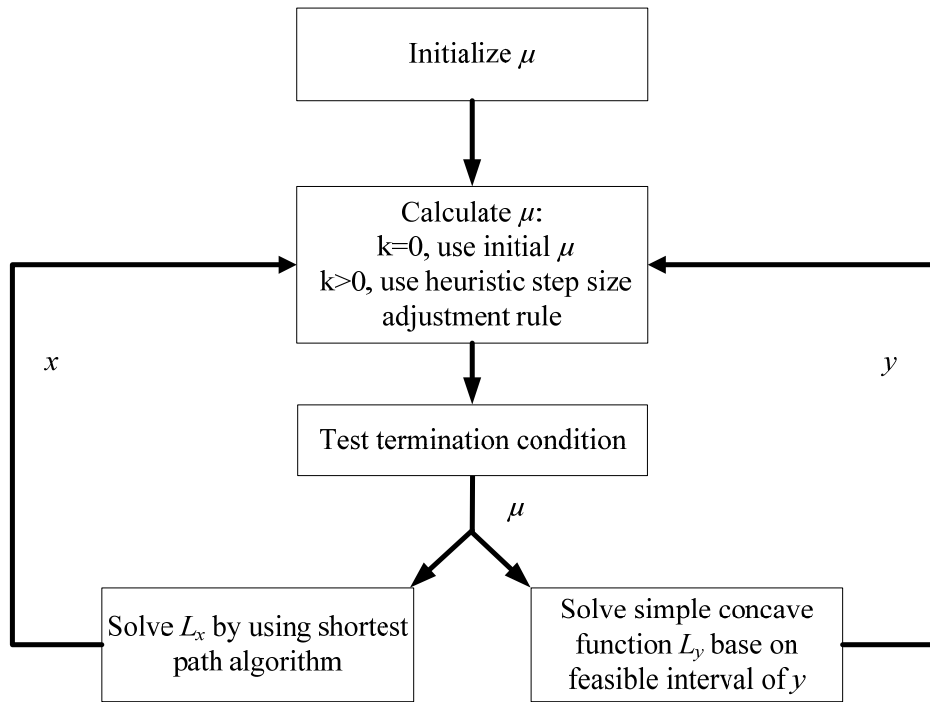 Initialize μ
Calculate μ:
k=0, use initial μ
k>0, use heuristic step size
adjustment rule
x
y
Test termination condition
μ
Solve Lx by using shortest
path algorithm
Solve simple concave
function Ly base on
feasible interval of y